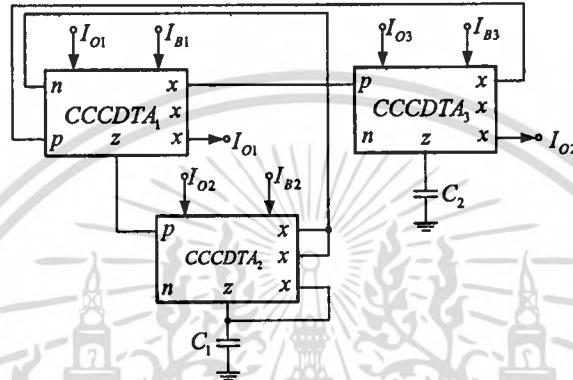 I_{O1} I_{B1} I_{O3} I_{B3}
n x p x
CCCDTA_1 x CCCDTA_3 x
p z x I_{O1} n z x I_{O2}
I_{O2} I_{B2} C_2
p x
CCCDTA_2 x
n z x
C_1